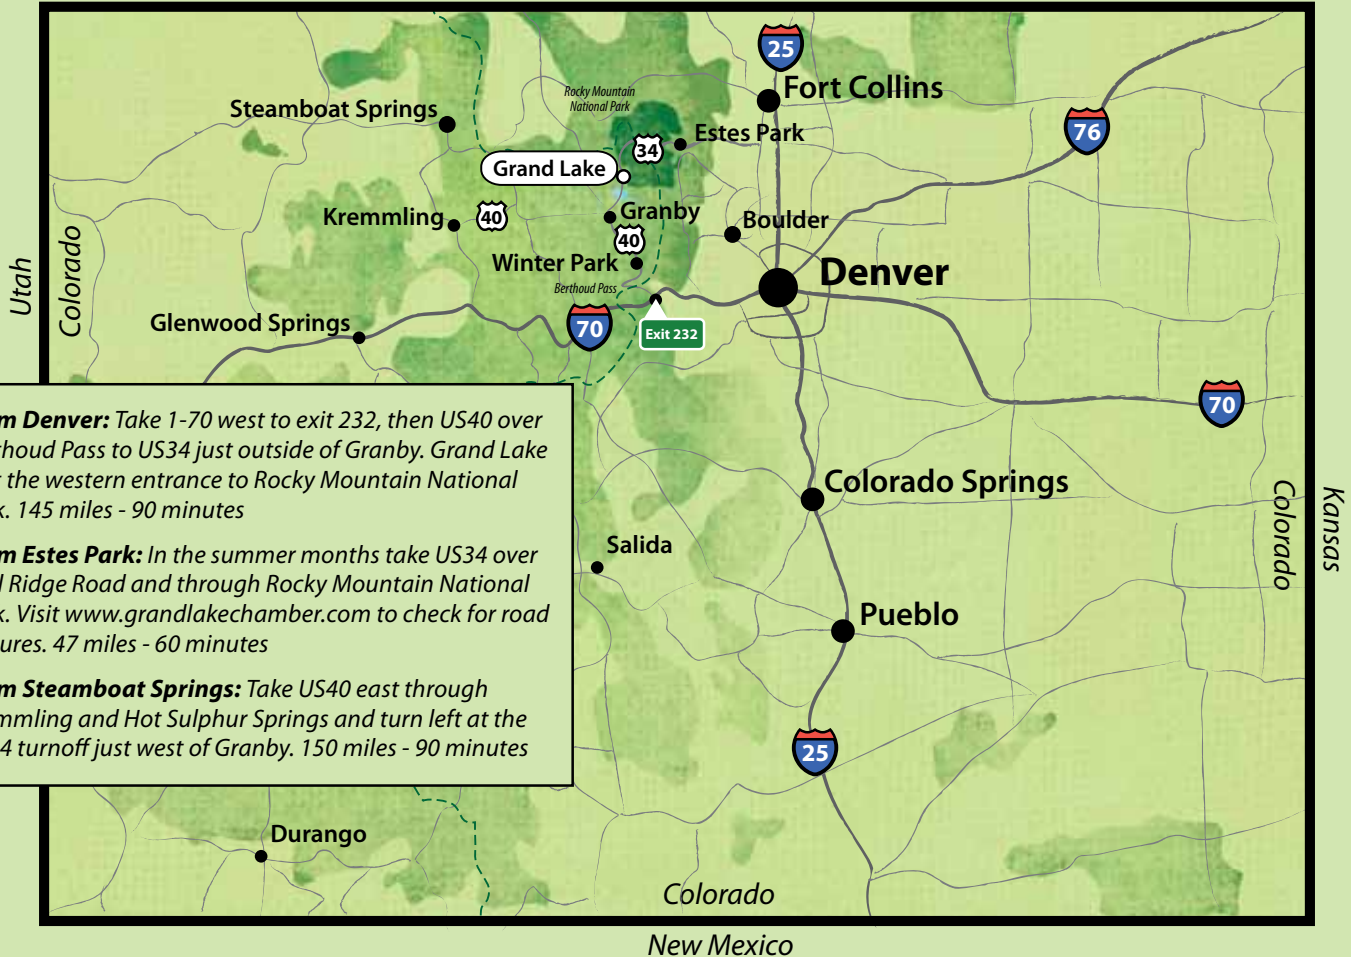 25
Fort Collins
Rocky Mountain
National Park
Steamboat Springs
76
Estes Park
34
Grand Lake
Kremmling
40
Granby
Boulder
40
Winter Park
Denver
Utah
Colorado
Berthoud Pass
Glenwood Springs
70
Exit 232
70
m Denver: Take 1-70 west to exit 232, then US40 over
houd Pass to US34 just outside of Granby. Grand Lake
the western entrance to Rocky Mountain National
k. 145 miles - 90 minutes
m Estes Park: In the summer months take US34 over
l Ridge Road and through Rocky Mountain National
k. Visit www.grandlakechamber.com to check for road
ures. 47 miles - 60 minutes
m Steamboat Springs: Take US40 east through
mmling and Hot Sulphur Springs and turn left at the
4 turnoff just west of Granby. 150 miles - 90 minutes
Colorado Springs
Colorado
Kansas
Salida
Pueblo
25
Durango
Colorado
New Mexico